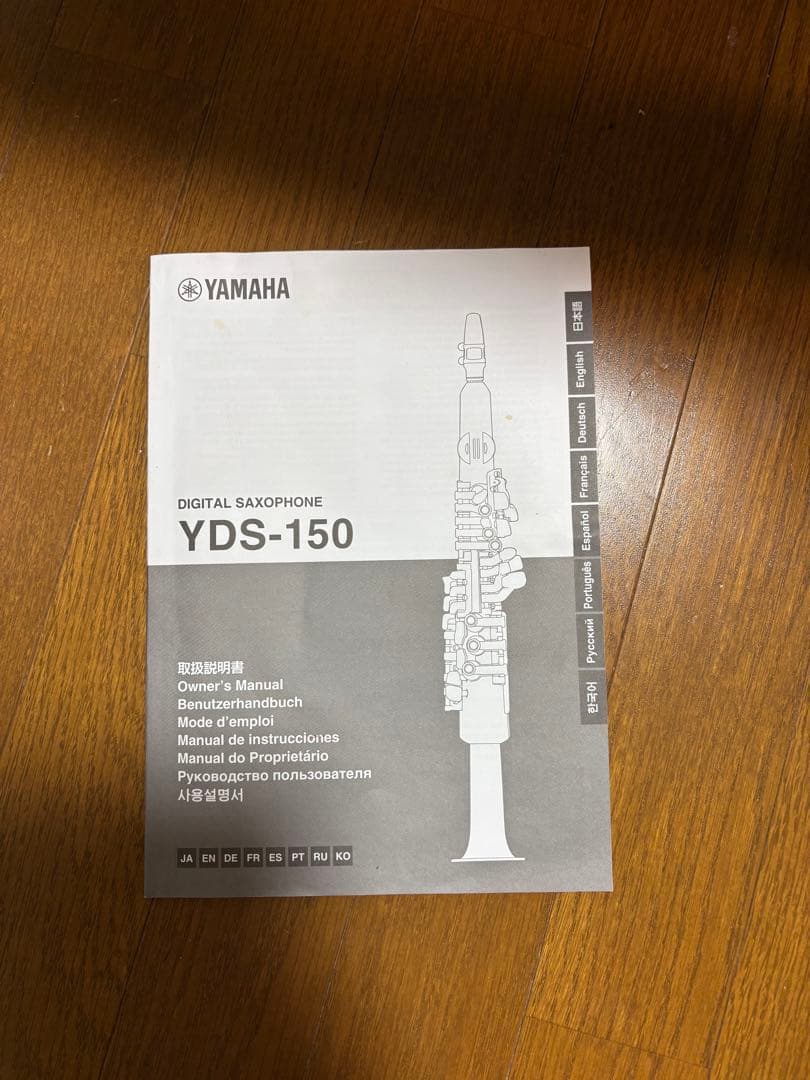 YAMAHA
DIGITAL SAXOPHONE
YDS-150
取扱説明書
Owner's Manual
Benutzerhandbuch
Mode d'emploi
Manual de instrucciones
Manual do Proprietário
Руководство пользователя
사용설명서
JA EN DE FR ES PT RU KO
日本語
English
Deutsch
Français
Español
Português
Русский
한국어